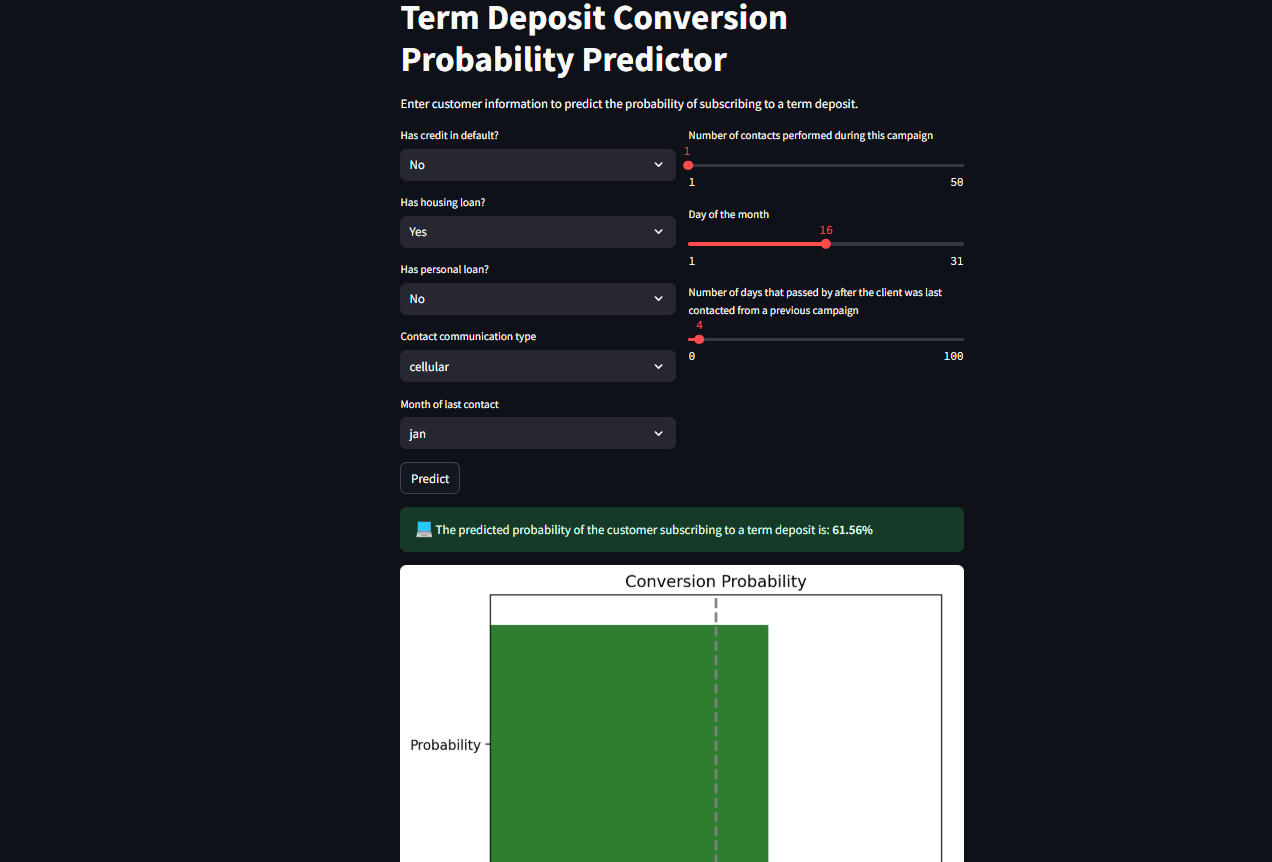 Term Deposit Conversion
Probability Predictor
Enter customer information to predict the probability of subscribing to a term deposit.
Has credit in default?
No
Has housing loan?
Yes
Has personal loan?
No
Contact communication type
cellular
Month of last contact
jan
Number of contacts performed during this campaign
1
1 50
Day of the month
16
1 31
Number of days that passed by after the client was last
contacted from a previous campaign
4
0 100
Predict
The predicted probability of the customer subscribing to a term deposit is: 61.56%
Conversion Probability
Probability